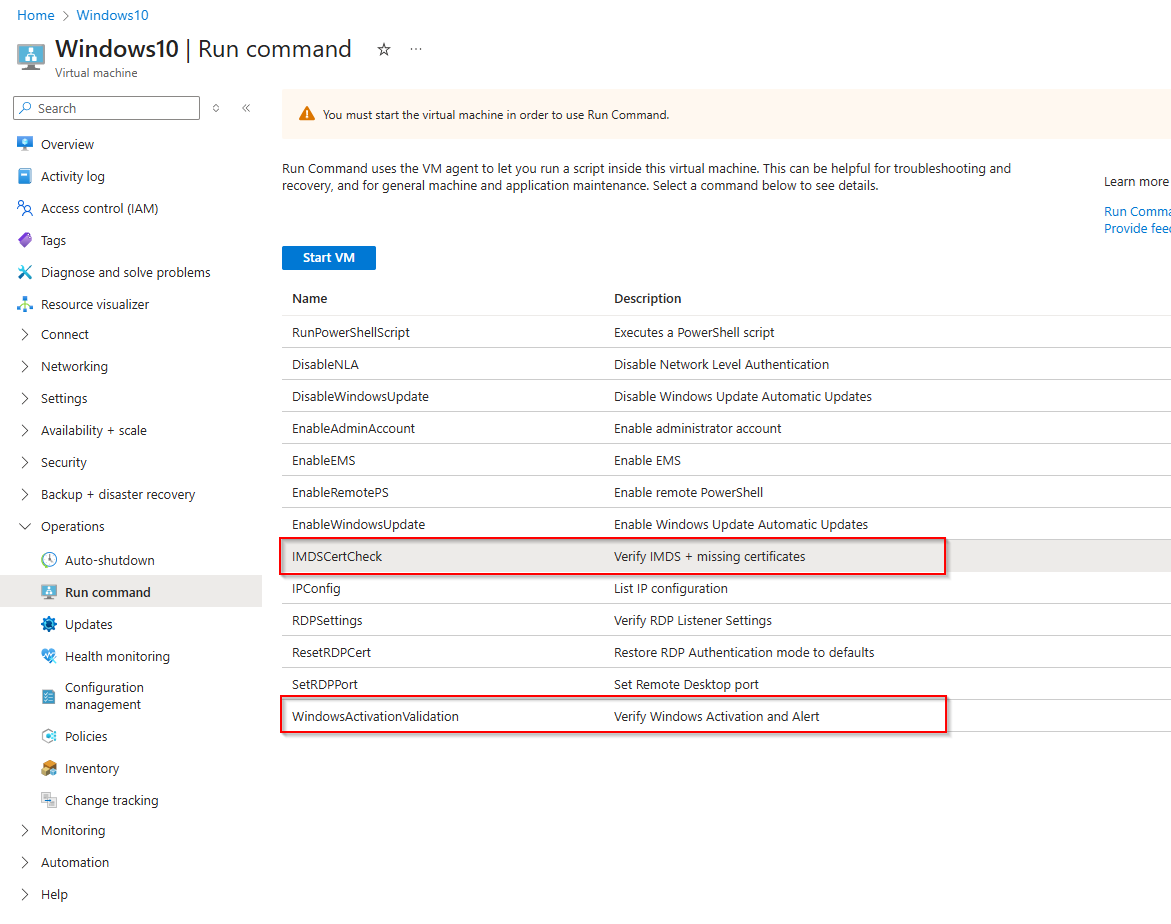 Home > Windows10
Windows10 | Run command
Virtual machine
Search
Overview
Activity log
Access control (IAM)
Tags
Diagnose and solve problems
Resource visualizer
Connect
Networking
Settings
Availability + scale
Security
Backup + disaster recovery
Operations
Auto-shutdown
Run command
Updates
Health monitoring
Configuration
management
Policies
Inventory
Change tracking
Monitoring
Automation
Help
You must start the virtual machine in order to use Run Command.
Run Command uses the VM agent to let you run a script inside this virtual machine. This can be helpful for troubleshooting and
recovery, and for general machine and application maintenance. Select a command below to see details.
Learn more
Run Comma
Provide fee
Start VM
Name Description
RunPowerShellScript Executes a PowerShell script
DisableNLA Disable Network Level Authentication
DisableWindowsUpdate Disable Windows Update Automatic Updates
EnableAdminAccount Enable administrator account
EnableEMS Enable EMS
EnableRemotePS Enable remote PowerShell
EnableWindowsUpdate Enable Windows Update Automatic Updates
IMDSCertCheck Verify IMDS + missing certificates
IPConfig List IP configuration
RDPSettings Verify RDP Listener Settings
ResetRDPCert Restore RDP Authentication mode to defaults
SetRDPPort Set Remote Desktop port
WindowsActivationValidation Verify Windows Activation and Alert